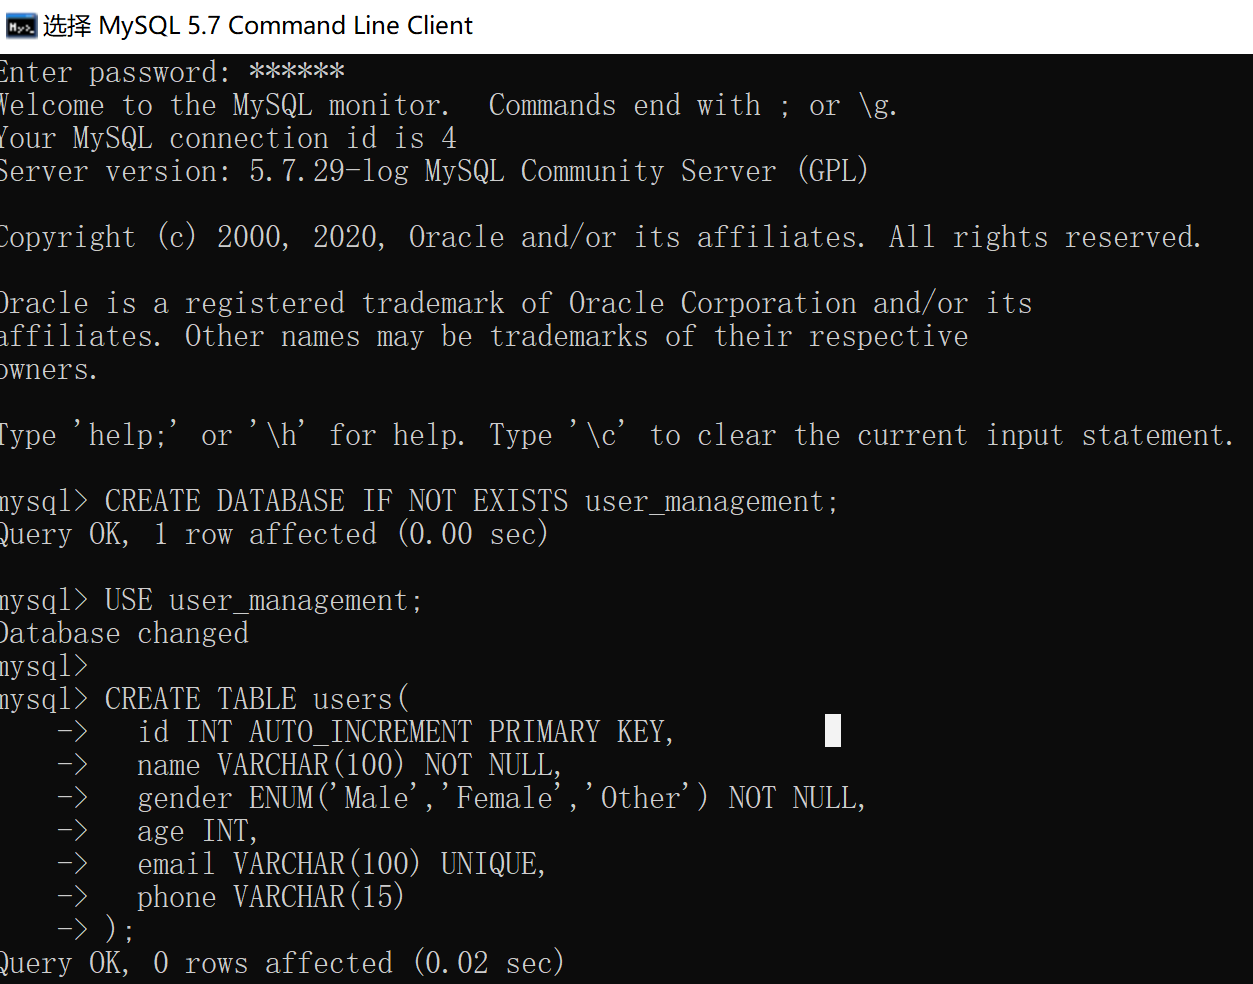 选择 MySQL 5.7 Command Line Client
Enter password: ******
Welcome to the MySQL monitor.  Commands end with ; or \g.
Your MySQL connection id is 4
Server version: 5.7.29-log MySQL Community Server (GPL)
Copyright (c) 2000, 2020, Oracle and/or its affiliates. All rights reserved.
Oracle is a registered trademark of Oracle Corporation and/or its
affiliates. Other names may be trademarks of their respective
owners.
Type 'help;' or '\h' for help. Type '\c' to clear the current input statement.
mysql> CREATE DATABASE IF NOT EXISTS user_management;
Query OK, 1 row affected (0.00 sec)
mysql> USE user_management;
Database changed
mysql>
mysql> CREATE TABLE users(
    ->   id INT AUTO_INCREMENT PRIMARY KEY,
    ->   name VARCHAR(100) NOT NULL,
    ->   gender ENUM('Male','Female','Other') NOT NULL,
    ->   age INT,
    ->   email VARCHAR(100) UNIQUE,
    ->   phone VARCHAR(15)
    -> );
Query OK, 0 rows affected (0.02 sec)